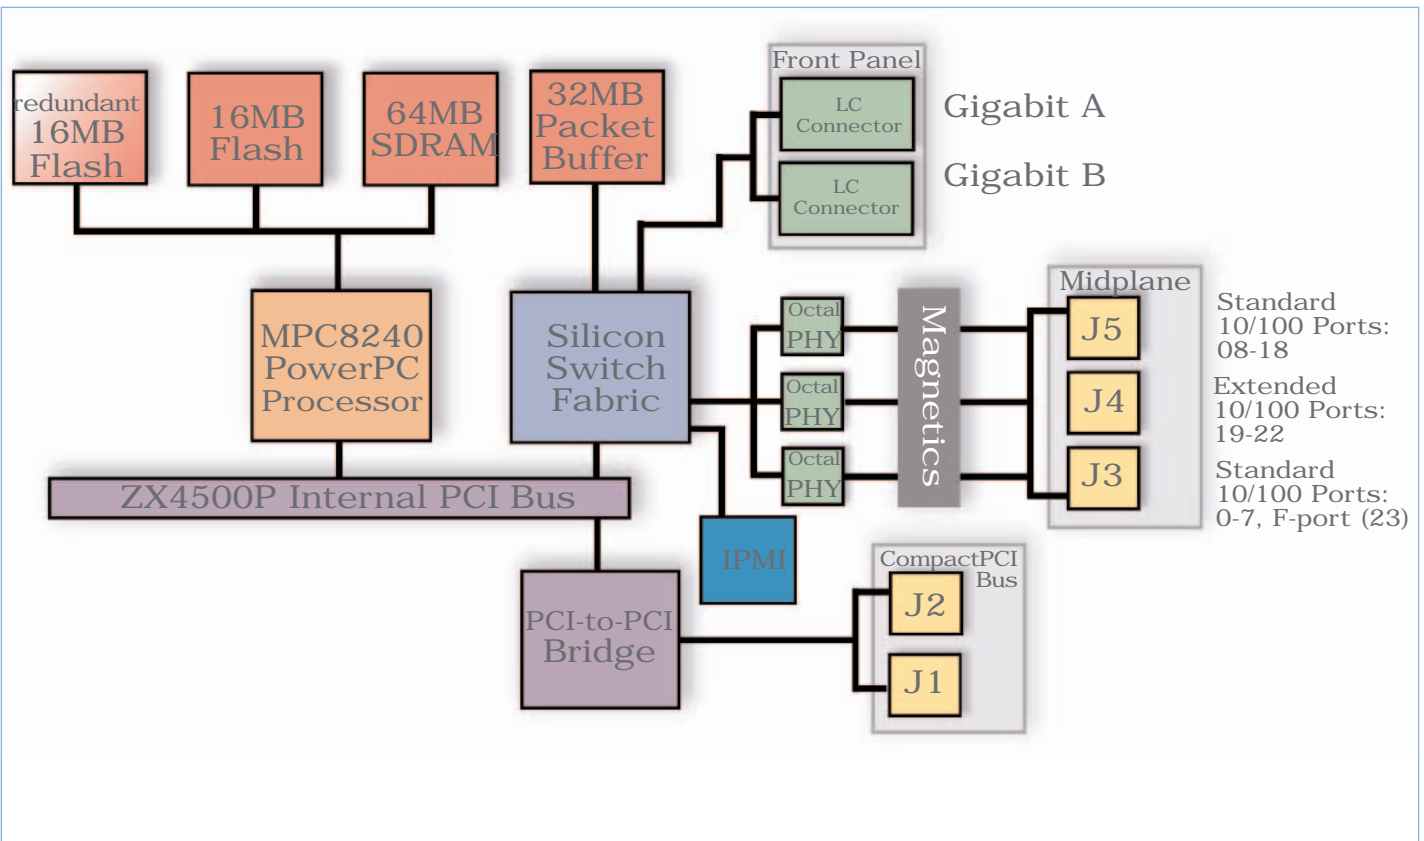 redundant
16MB
Flash
16MB
Flash
64MB
SDRAM
32MB
Packet
Buffer
Front Panel
LC
Connector
Gigabit A
LC
Connector
Gigabit B
MPC8240
PowerPC
Processor
Silicon
Switch
Fabric
Octal
PHY
Octal
PHY
Octal
PHY
Magnetics
Midplane
J5
J4
J3
Standard
10/100 Ports:
08-18
Extended
10/100 Ports:
19-22
Standard
10/100 Ports:
0-7, F-port (23)
ZX4500P Internal PCI Bus
IPMI
PCI-to-PCI
Bridge
CompactPCI
Bus
J2
J1